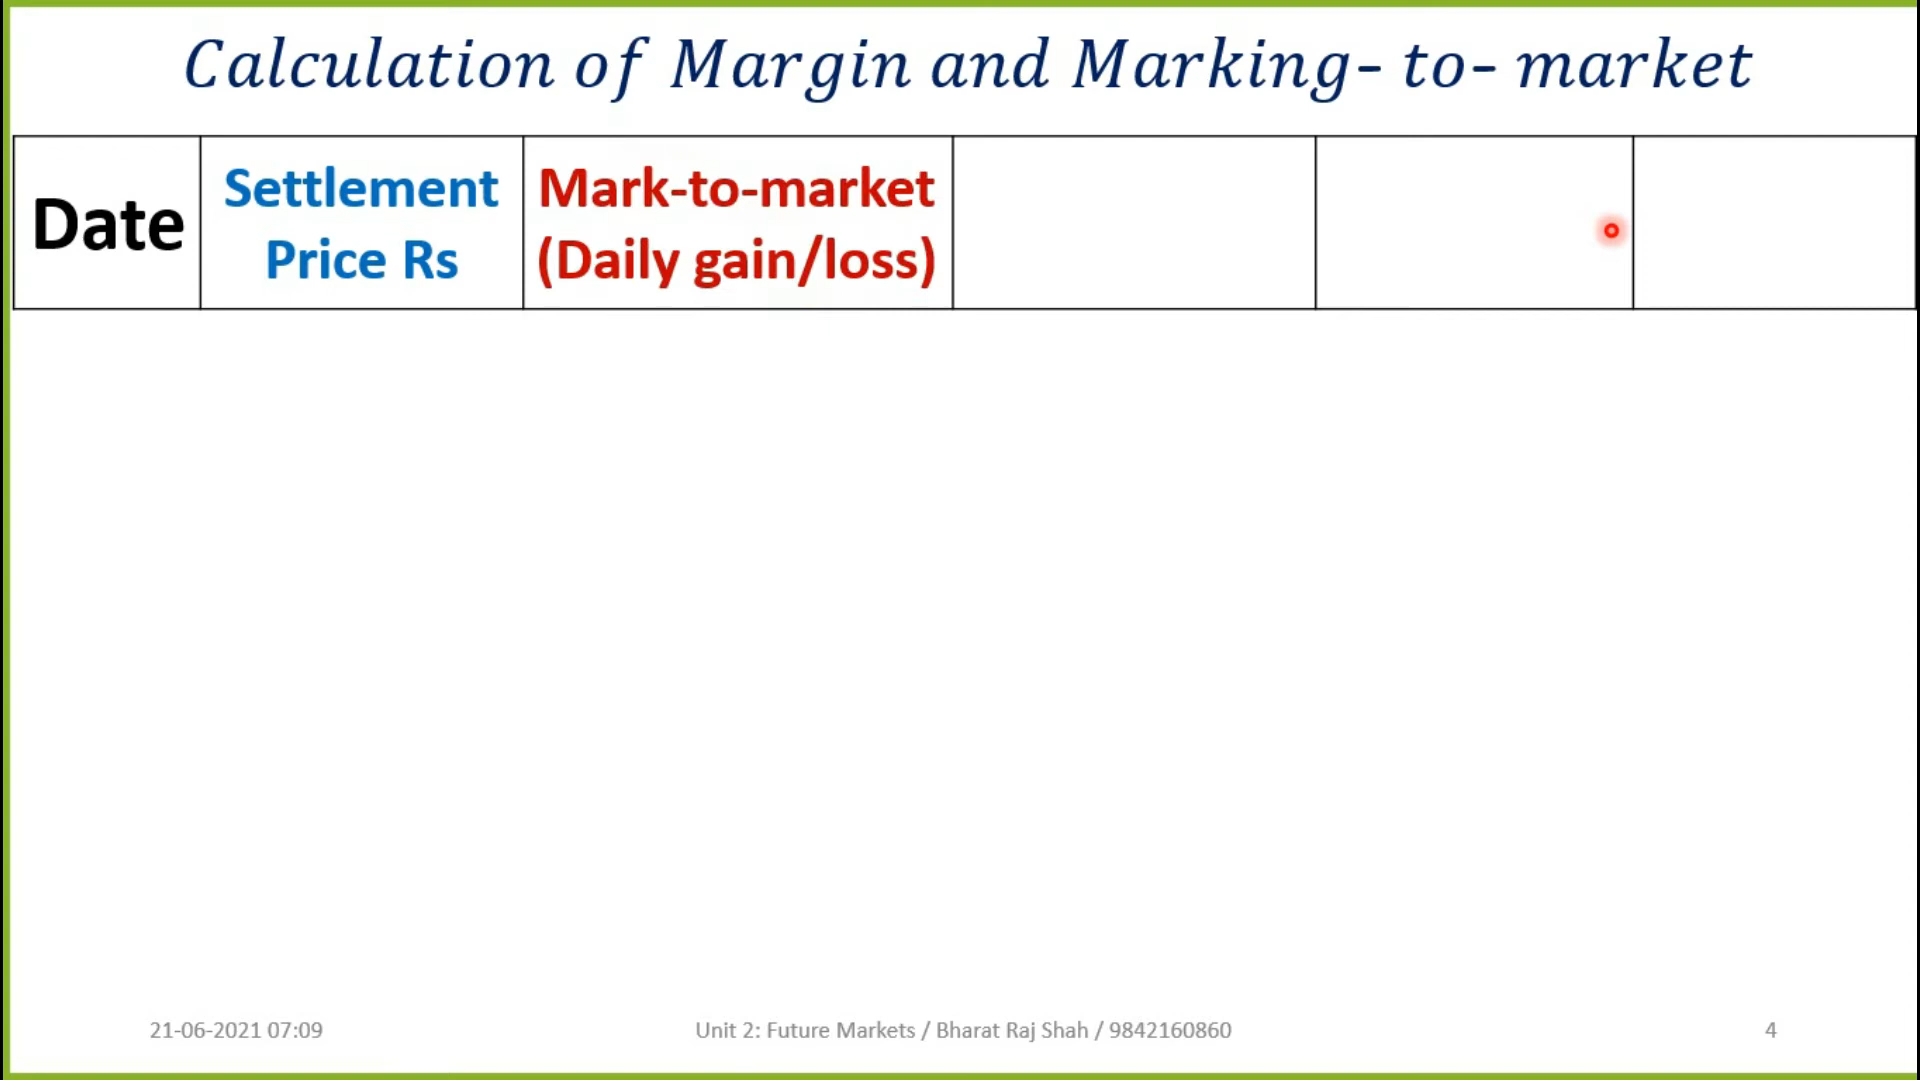 Calculation of Margin and Marking- to- market
Date
Settlement
Price Rs
Mark-to-market
(Daily gain/loss)
21-06-2021 07:09
Unit 2: Future Markets / Bharat Raj Shah / 9842160860
4